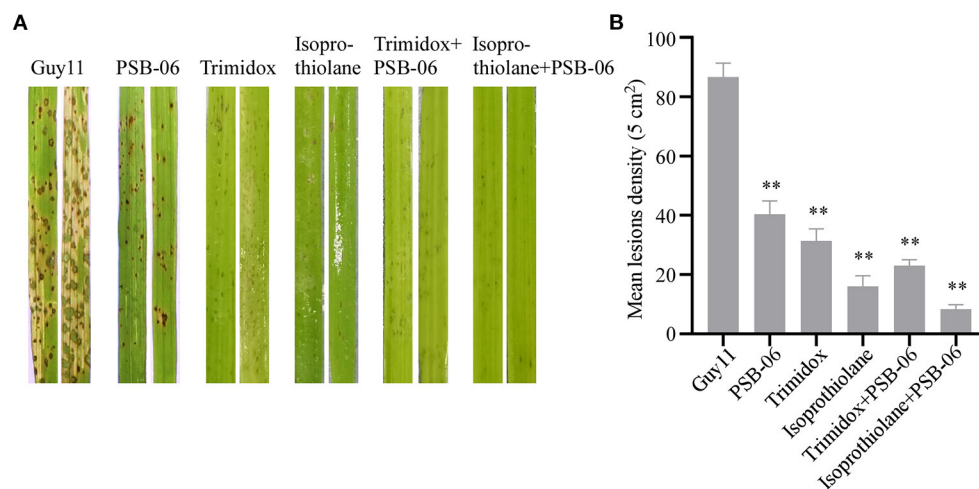 A
Guy11
PSB-06
Trimidox
Isopro-
thiolane
Trimidox+
PSB-06
Isopro-
thiolane+PSB-06
B
Mean lesions density (5 cm²)
100
80
60
40
20
0
**
**
**
**
**
Guy11
PSB-06
Trimidox
Isoprothiolane
Trimidox+PSB-06
Isoprothiolane+PSB-06